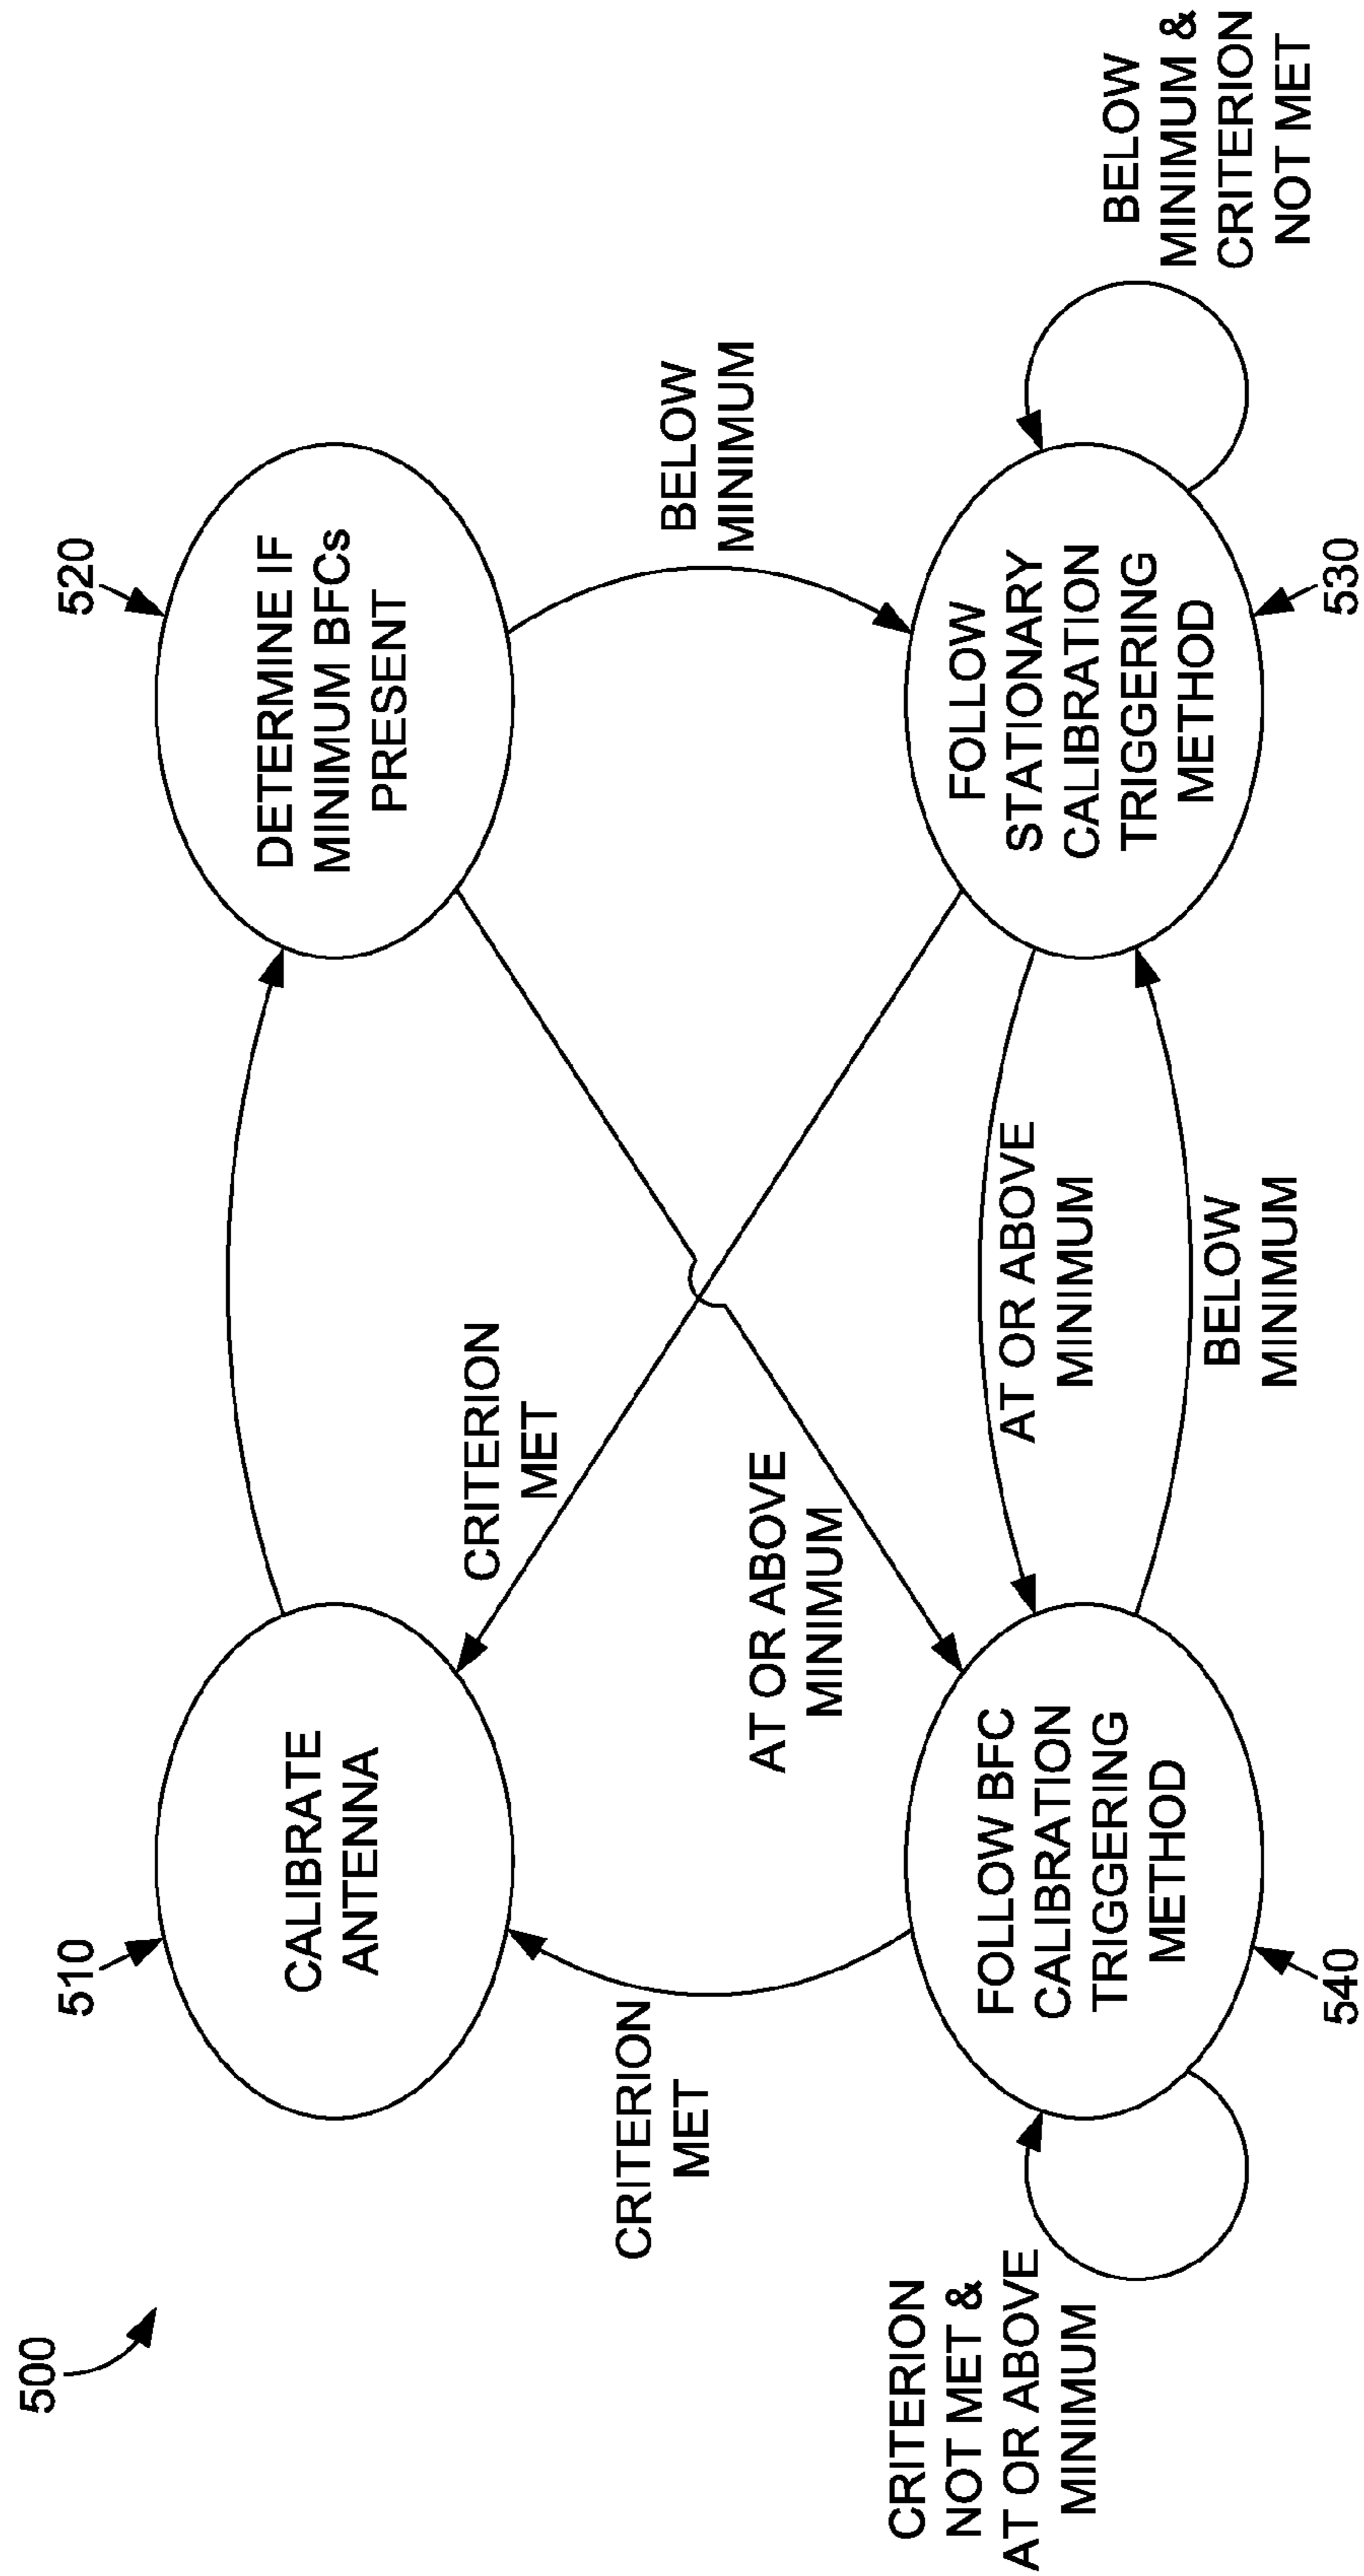 500
510
520
CALIBRATE
ANTENNA
DETERMINE IF
MINIMUM BFCs
PRESENT
CRITERION
MET
CRITERION
MET
AT OR ABOVE
MINIMUM
BELOW
MINIMUM
CRITERION
NOT MET &
AT OR ABOVE
MINIMUM
FOLLOW BFC
CALIBRATION
TRIGGERING
METHOD
AT OR ABOVE
MINIMUM
BELOW
MINIMUM
FOLLOW
STATIONARY
CALIBRATION
TRIGGERING
METHOD
BELOW
MINIMUM &
CRITERION
NOT MET
540
530